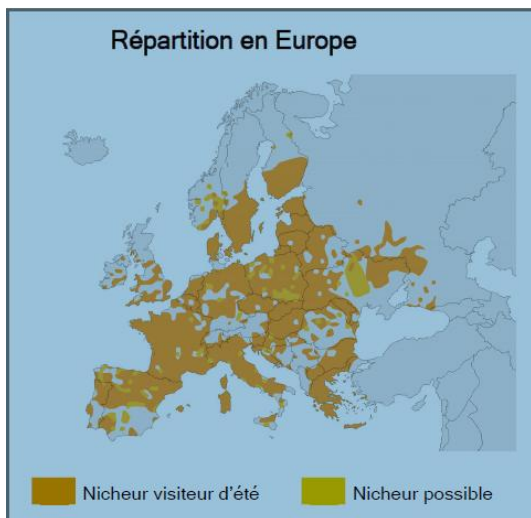 Répartition en Europe
Nicheur visiteur d'été
Nicheur possible